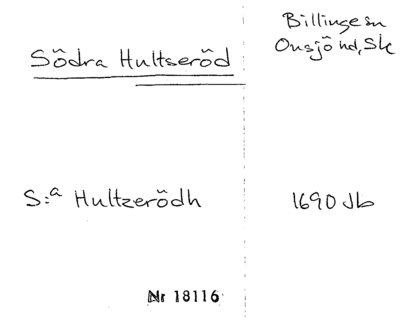 Billinge sn
Onsjö hd, Sk
Södra Hultseröd
S:a Hultzerödh
1690 Jb
Nr 18116